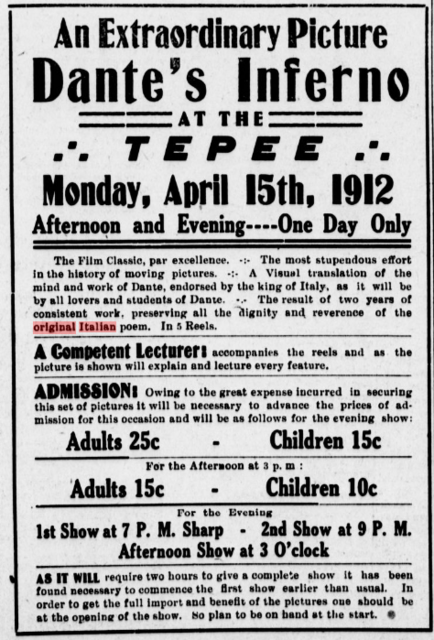 An Extraordinary Picture
Dante's Inferno
AT THE
TEPEE
Monday, April 15th, 1912
Afternoon and Evening----One Day Only
The Film Classic, par excellence. -:- The most stupendous effort
in the history of moving pictures. -:- A Visual translation of the
mind and work of Dante, endorsed by the king of Italy, as it will be
by all lovers and students of Dante. -:- The result of two years of
consistent work, preserving all the dignity and reverence of the
original Italian poem. In 5 Reels.
A Competent Lecturer: accompanies the reels and as the
picture is shown will explain and lecture every feature.
ADMISSION: Owing to the great expense incurred in securing
this set of pictures it will be necessary to advance the prices of ad-
mission for this occasion and will be as follows for the evening show:
Adults 25c - Children 15c
For the Afternoon at 3 p. m :
Adults 15c - Children 10c
For the Evening
1st Show at 7 P. M. Sharp - 2nd Show at 9 P. M.
Afternoon Show at 3 O'clock
AS IT WILL require two hours to give a complete show it has been
found necessary to commence the first show earlier than usual. In
order to get the full import and benefit of the pictures one should be
at the opening of the show. So plan to be on hand at the start.